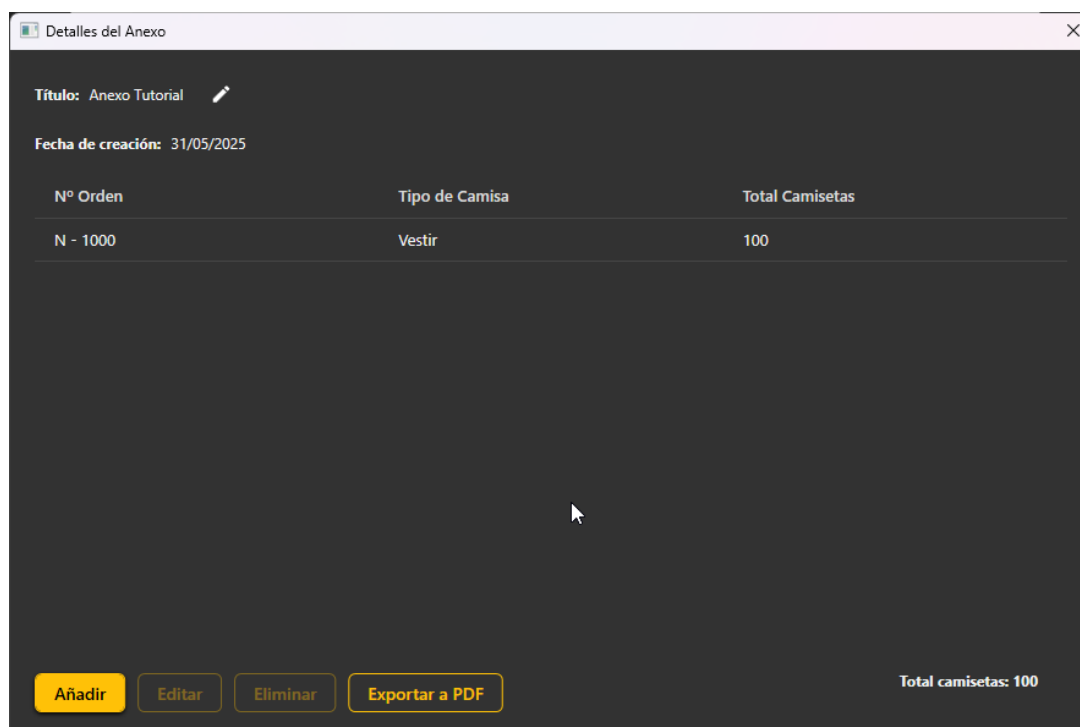 Detalles del Anexo
Título: Anexo Tutorial
Fecha de creación: 31/05/2025
Nº Orden Tipo de Camisa Total Camisetas
N - 1000 Vestir 100
Añadir Editar Eliminar Exportar a PDF Total camisetas: 100